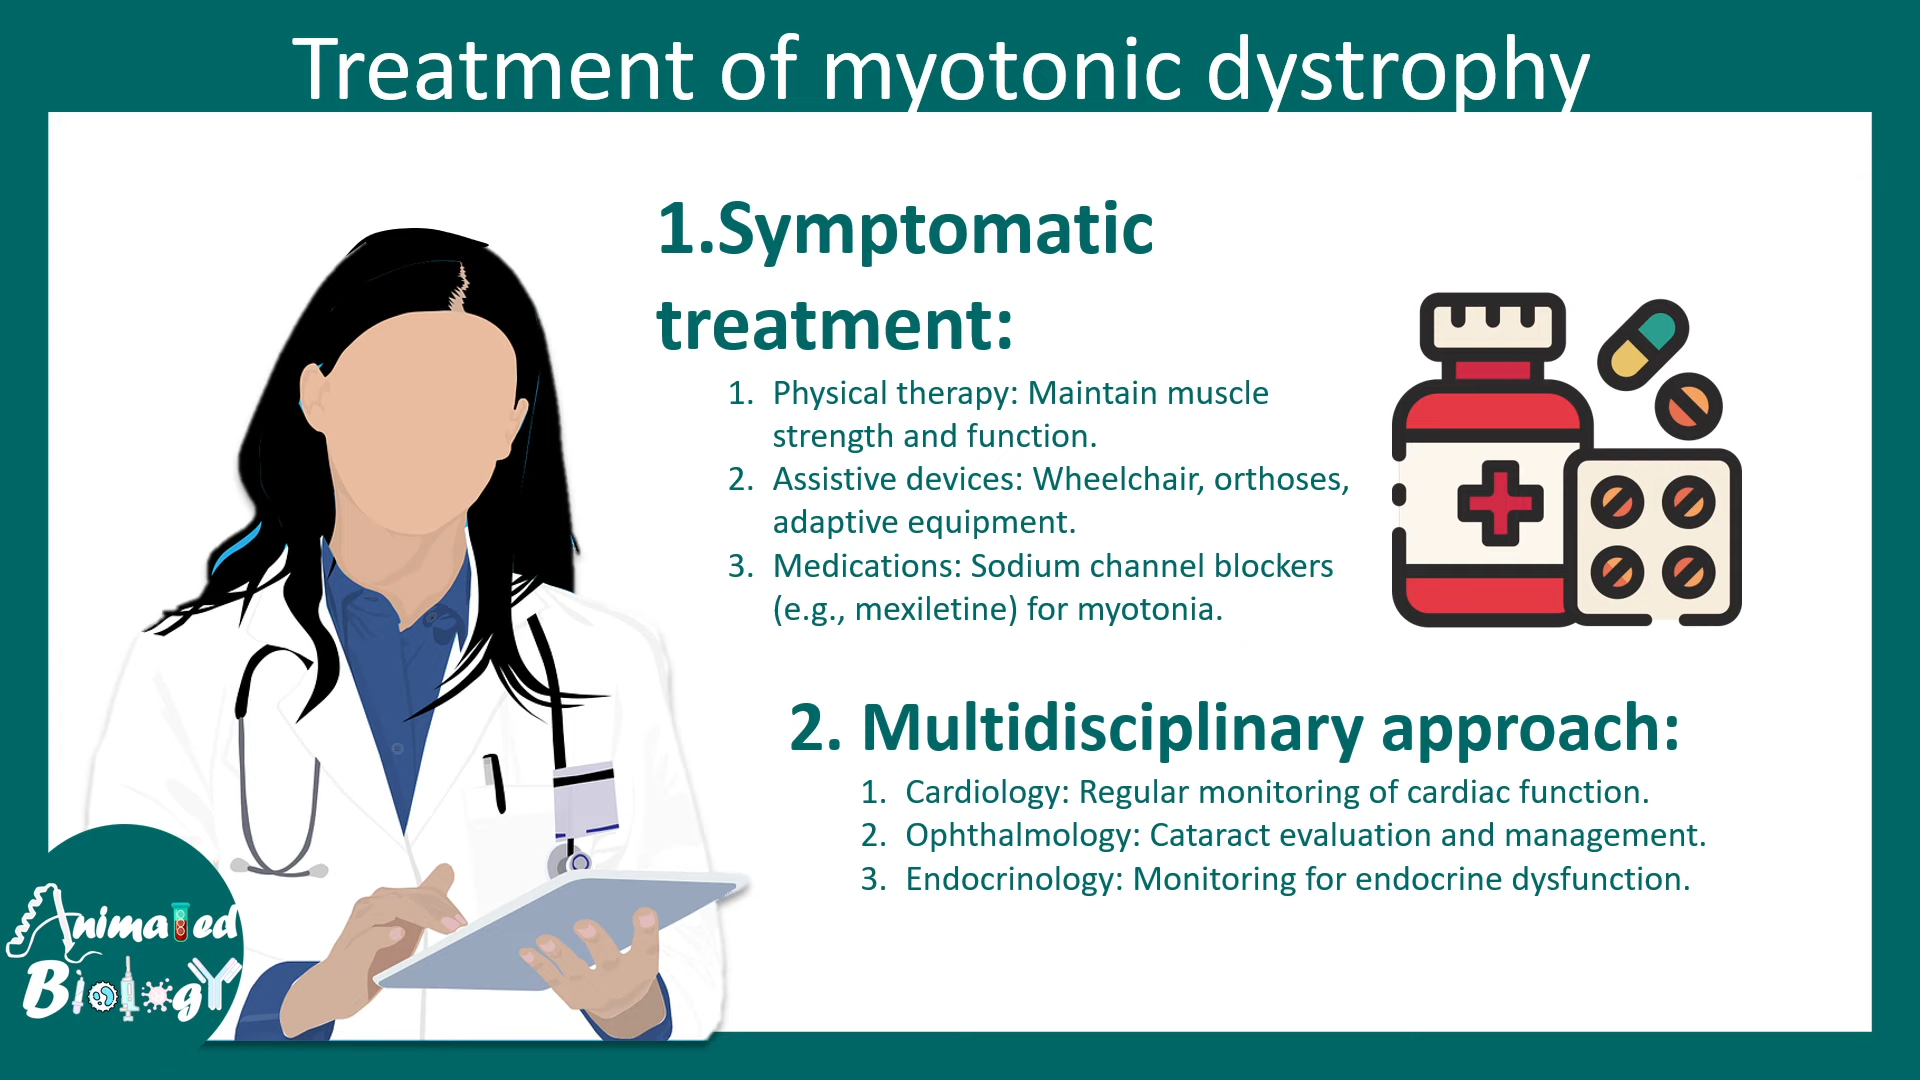 Treatment of myotonic dystrophy
1.Symptomatic
treatment:
1. Physical therapy: Maintain muscle
strength and function.
2. Assistive devices: Wheelchair, orthoses,
adaptive equipment.
3. Medications: Sodium channel blockers
(e.g., mexiletine) for myotonia.
2. Multidisciplinary approach:
1. Cardiology: Regular monitoring of cardiac function.
2. Ophthalmology: Cataract evaluation and management.
3. Endocrinology: Monitoring for endocrine dysfunction.
Animated
Biology